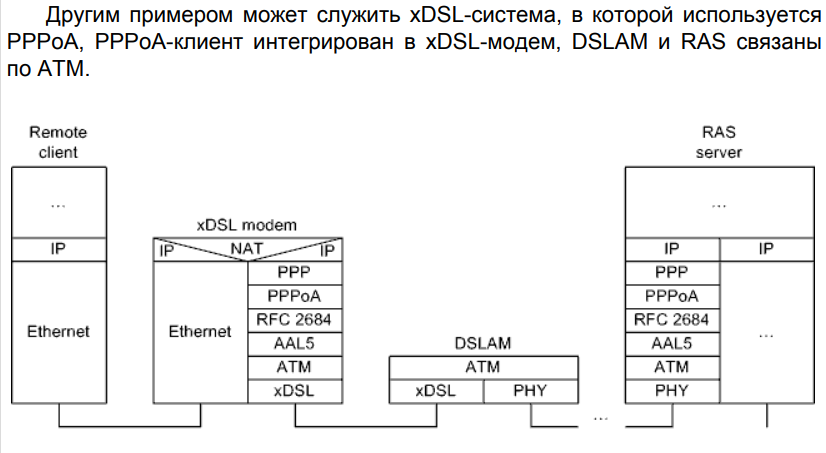 Другим примером может служить xDSL-система, в которой используется
PPPoA, PPPoA-клиент интегрирован в xDSL-модем, DSLAM и RAS связаны
по ATM.
Remote
client
...
IP
Ethernet
xDSL modem
IP NAT IP
Ethernet
PPP
PPPoA
RFC 2684
AAL5
ATM
xDSL
DSLAM
ATM
xDSL PHY
...
RAS
server
...
IP IP
PPP
PPPoA
RFC 2684
AAL5
ATM
PHY
...